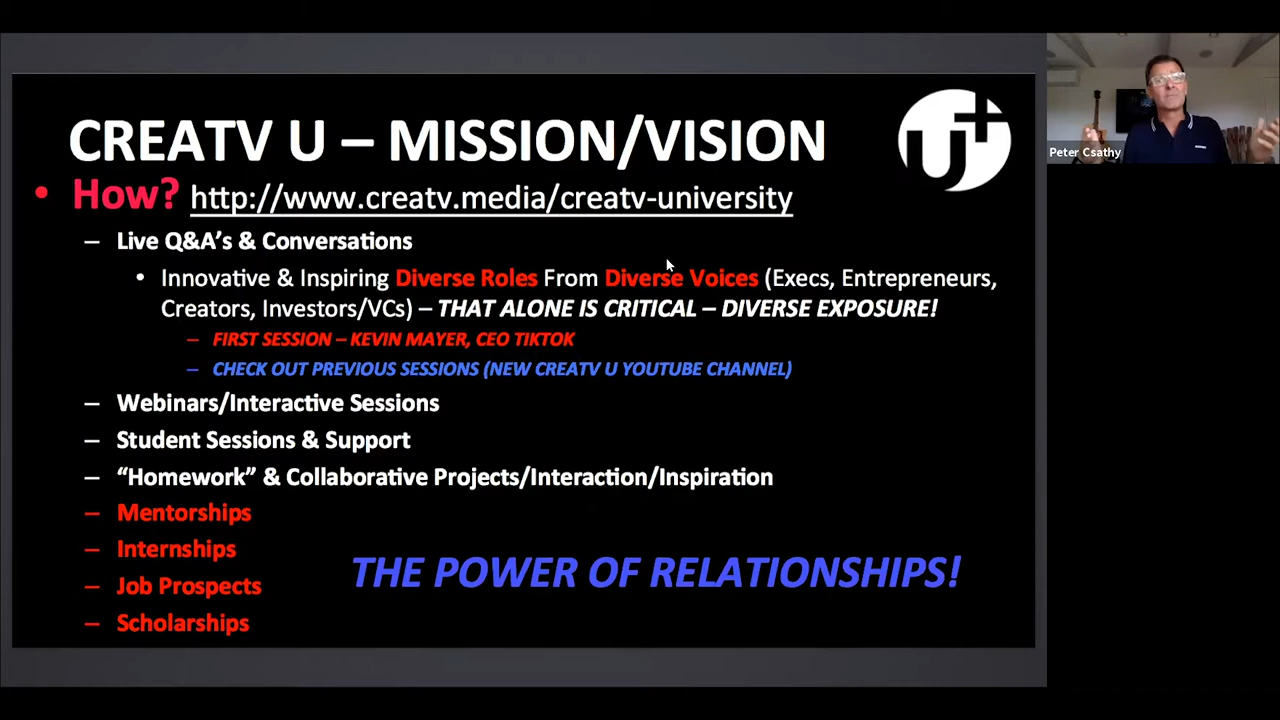 CREATV U – MISSION/VISION
U+
• How? http://www.creatv.media/creatv-university
– Live Q&A's & Conversations
• Innovative & Inspiring Diverse Roles From Diverse Voices (Execs, Entrepreneurs,
Creators, Investors/VCs) – THAT ALONE IS CRITICAL – DIVERSE EXPOSURE!
– FIRST SESSION – KEVIN MAYER, CEO TIKTOK
– CHECK OUT PREVIOUS SESSIONS (NEW CREATV U YOUTUBE CHANNEL)
– Webinars/Interactive Sessions
– Student Sessions & Support
– “Homework” & Collaborative Projects/Interaction/Inspiration
– Mentorships
– Internships
– Job Prospects
– Scholarships
THE POWER OF RELATIONSHIPS!
Peter Csathy